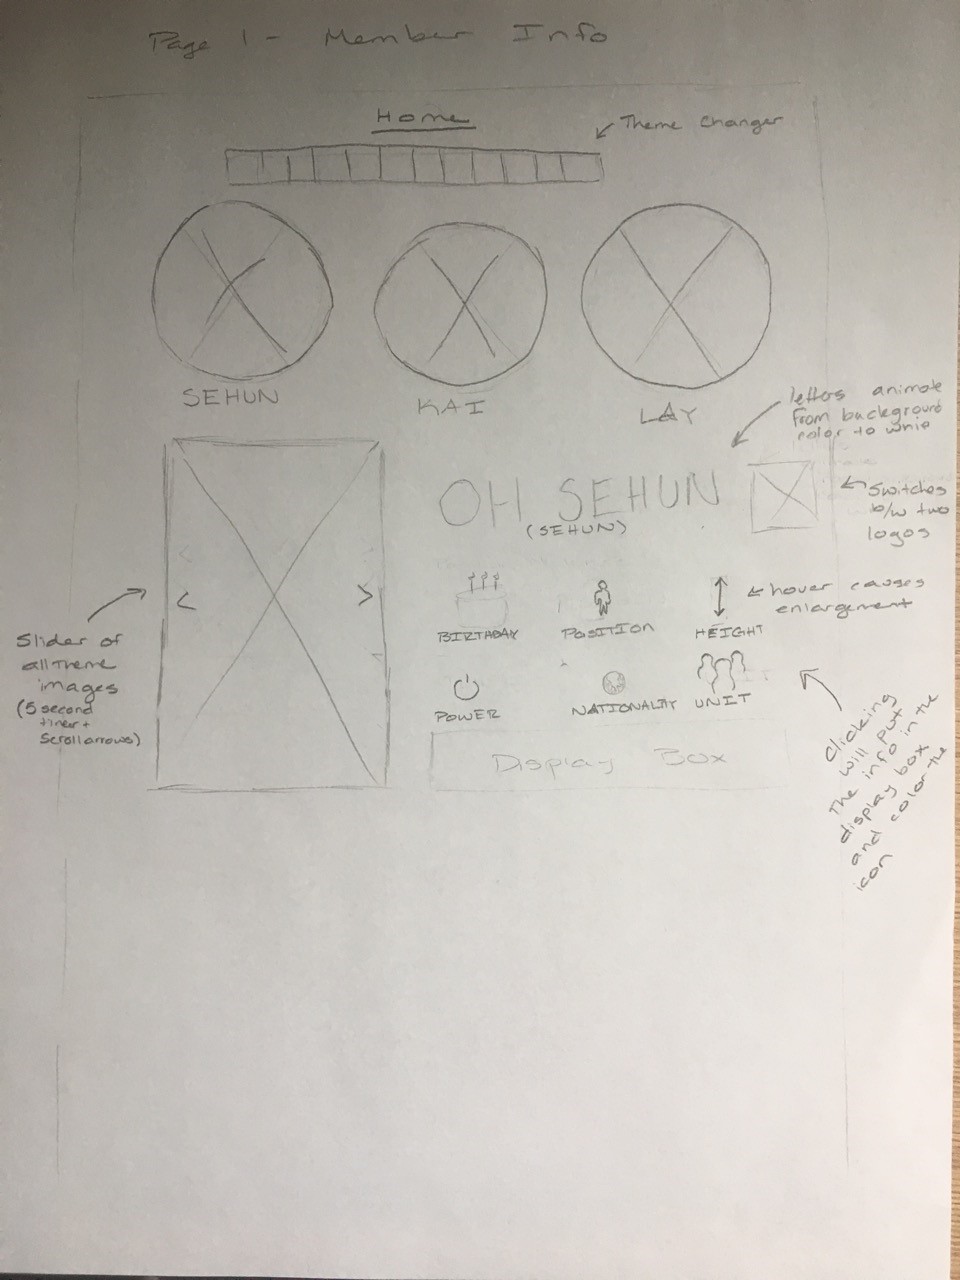 Page 1 - Member Info
Home
Theme Changer
SEHUN
KAI
LAY
letters animate
from background
color to
OH SEHUN
(SEHUN)
Switches
b/w two
logos
BIRTHDAY
POSITION
HEIGHT
hover causes
enlargement
POWER
NATIONALITY
UNIT
Display Box
<
>
Slider of
all theme
images
(5 second
timer +
Scroll arrows)
Clicking
will put
the info in the
display box
and color the
icon